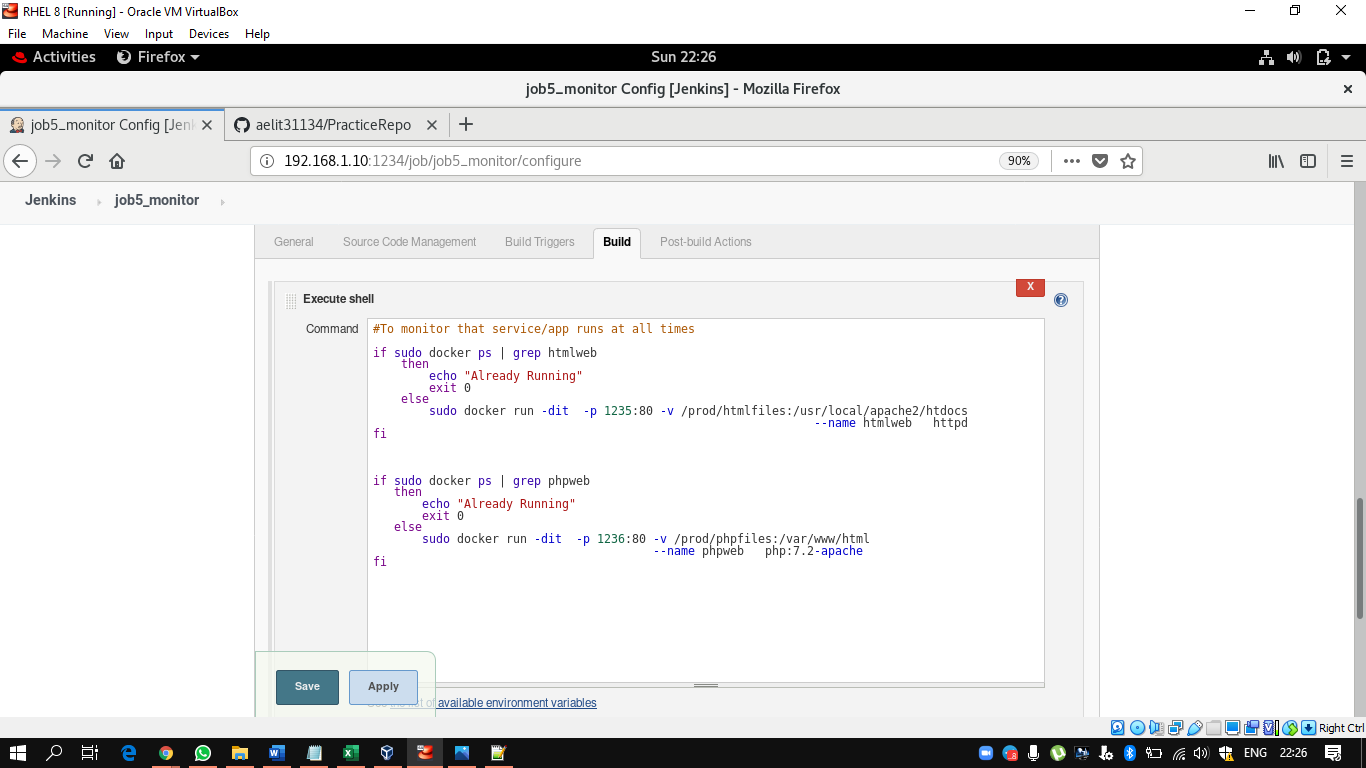 RHEL 8 [Running] - Oracle VM VirtualBox
File Machine View Input Devices Help
Activities Firefox Sun 22:26
job5_monitor Config [Jenkins] - Mozilla Firefox
job5_monitor Config [Jen
aelit31134/PracticeRepo
192.168.1.10:1234/job/job5_monitor/configure 90%
Jenkins job5_monitor
General Source Code Management Build Triggers Build Post-build Actions
X
Execute shell
Command
#To monitor that service/app runs at all times
if sudo docker ps | grep htmlweb
then
echo "Already Running"
exit 0
else
sudo docker run -dit -p 1235:80 -v /prod/htmlfiles:/usr/local/apache2/htdocs
--name htmlweb httpd
fi
if sudo docker ps | grep phpweb
then
echo "Already Running"
exit 0
else
sudo docker run -dit -p 1236:80 -v /prod/phpfiles:/var/www/html
--name phpweb php:7.2-apache
fi
Save Apply
available environment variables
Right Ctrl
ENG 22:26